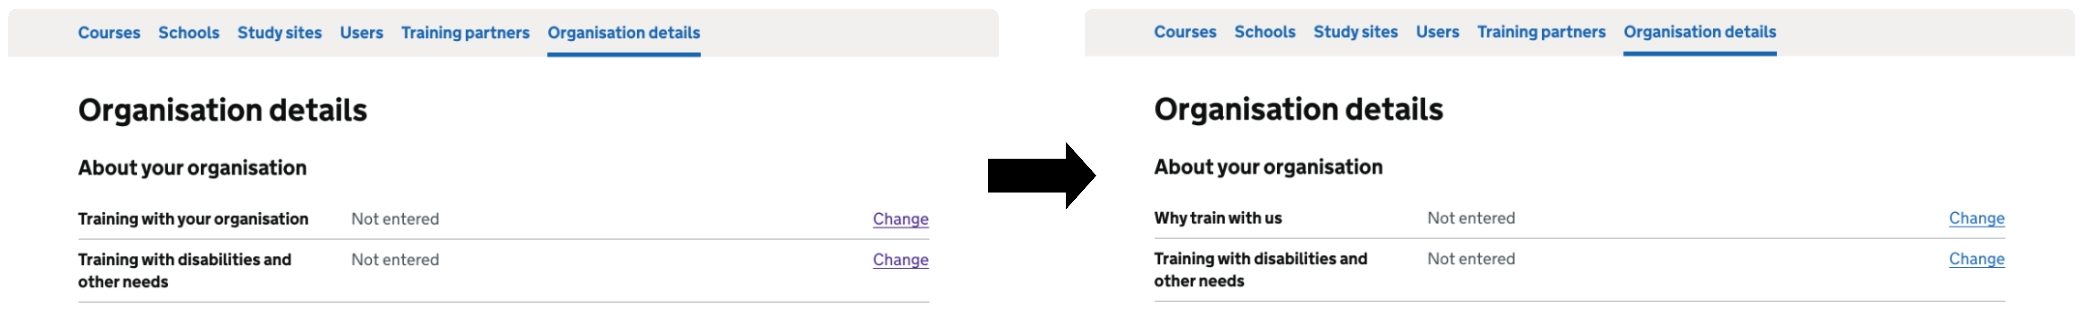 Courses Schools Study sites Users Training partners Organisation details
Organisation details
About your organisation
Training with your organisation Not entered Change
Training with disabilities and Not entered Change
other needs
Courses Schools Study sites Users Training partners Organisation details
Organisation details
About your organisation
Why train with us Not entered Change
Training with disabilities and Not entered Change
other needs